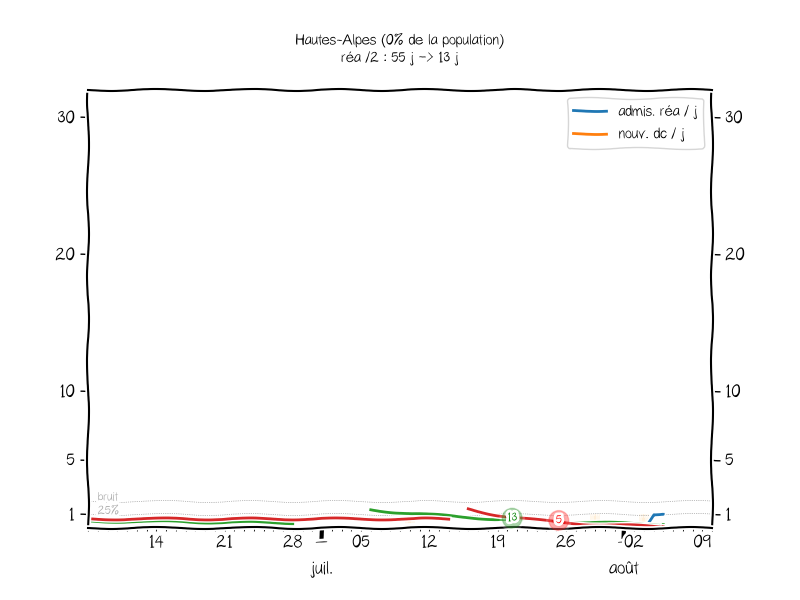 Hautes-Alpes (0% de la population)
réa /2 : 55 j -> 13 j
admis. réa / j
nouv. dc / j
30
30
20
20
10
10
5
5
bruit
25%
1
1
13
5
14 21 28 05 12 19 26 02 09
juil. août